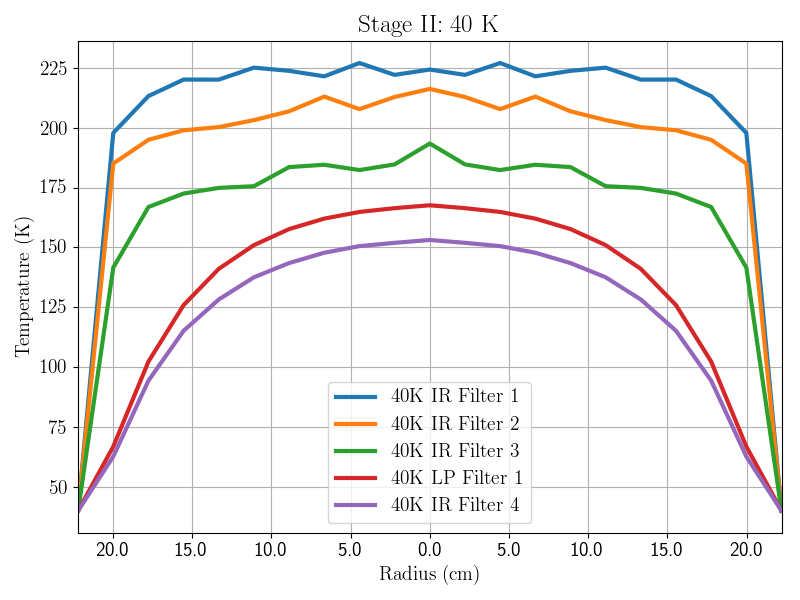 Stage II: 40 K
225
200
175
150
125
100
75
50
Temperature (K)
40K IR Filter 1
40K IR Filter 2
40K IR Filter 3
40K LP Filter 1
40K IR Filter 4
20.0 15.0 10.0 5.0 0.0 5.0 10.0 15.0 20.0
Radius (cm)